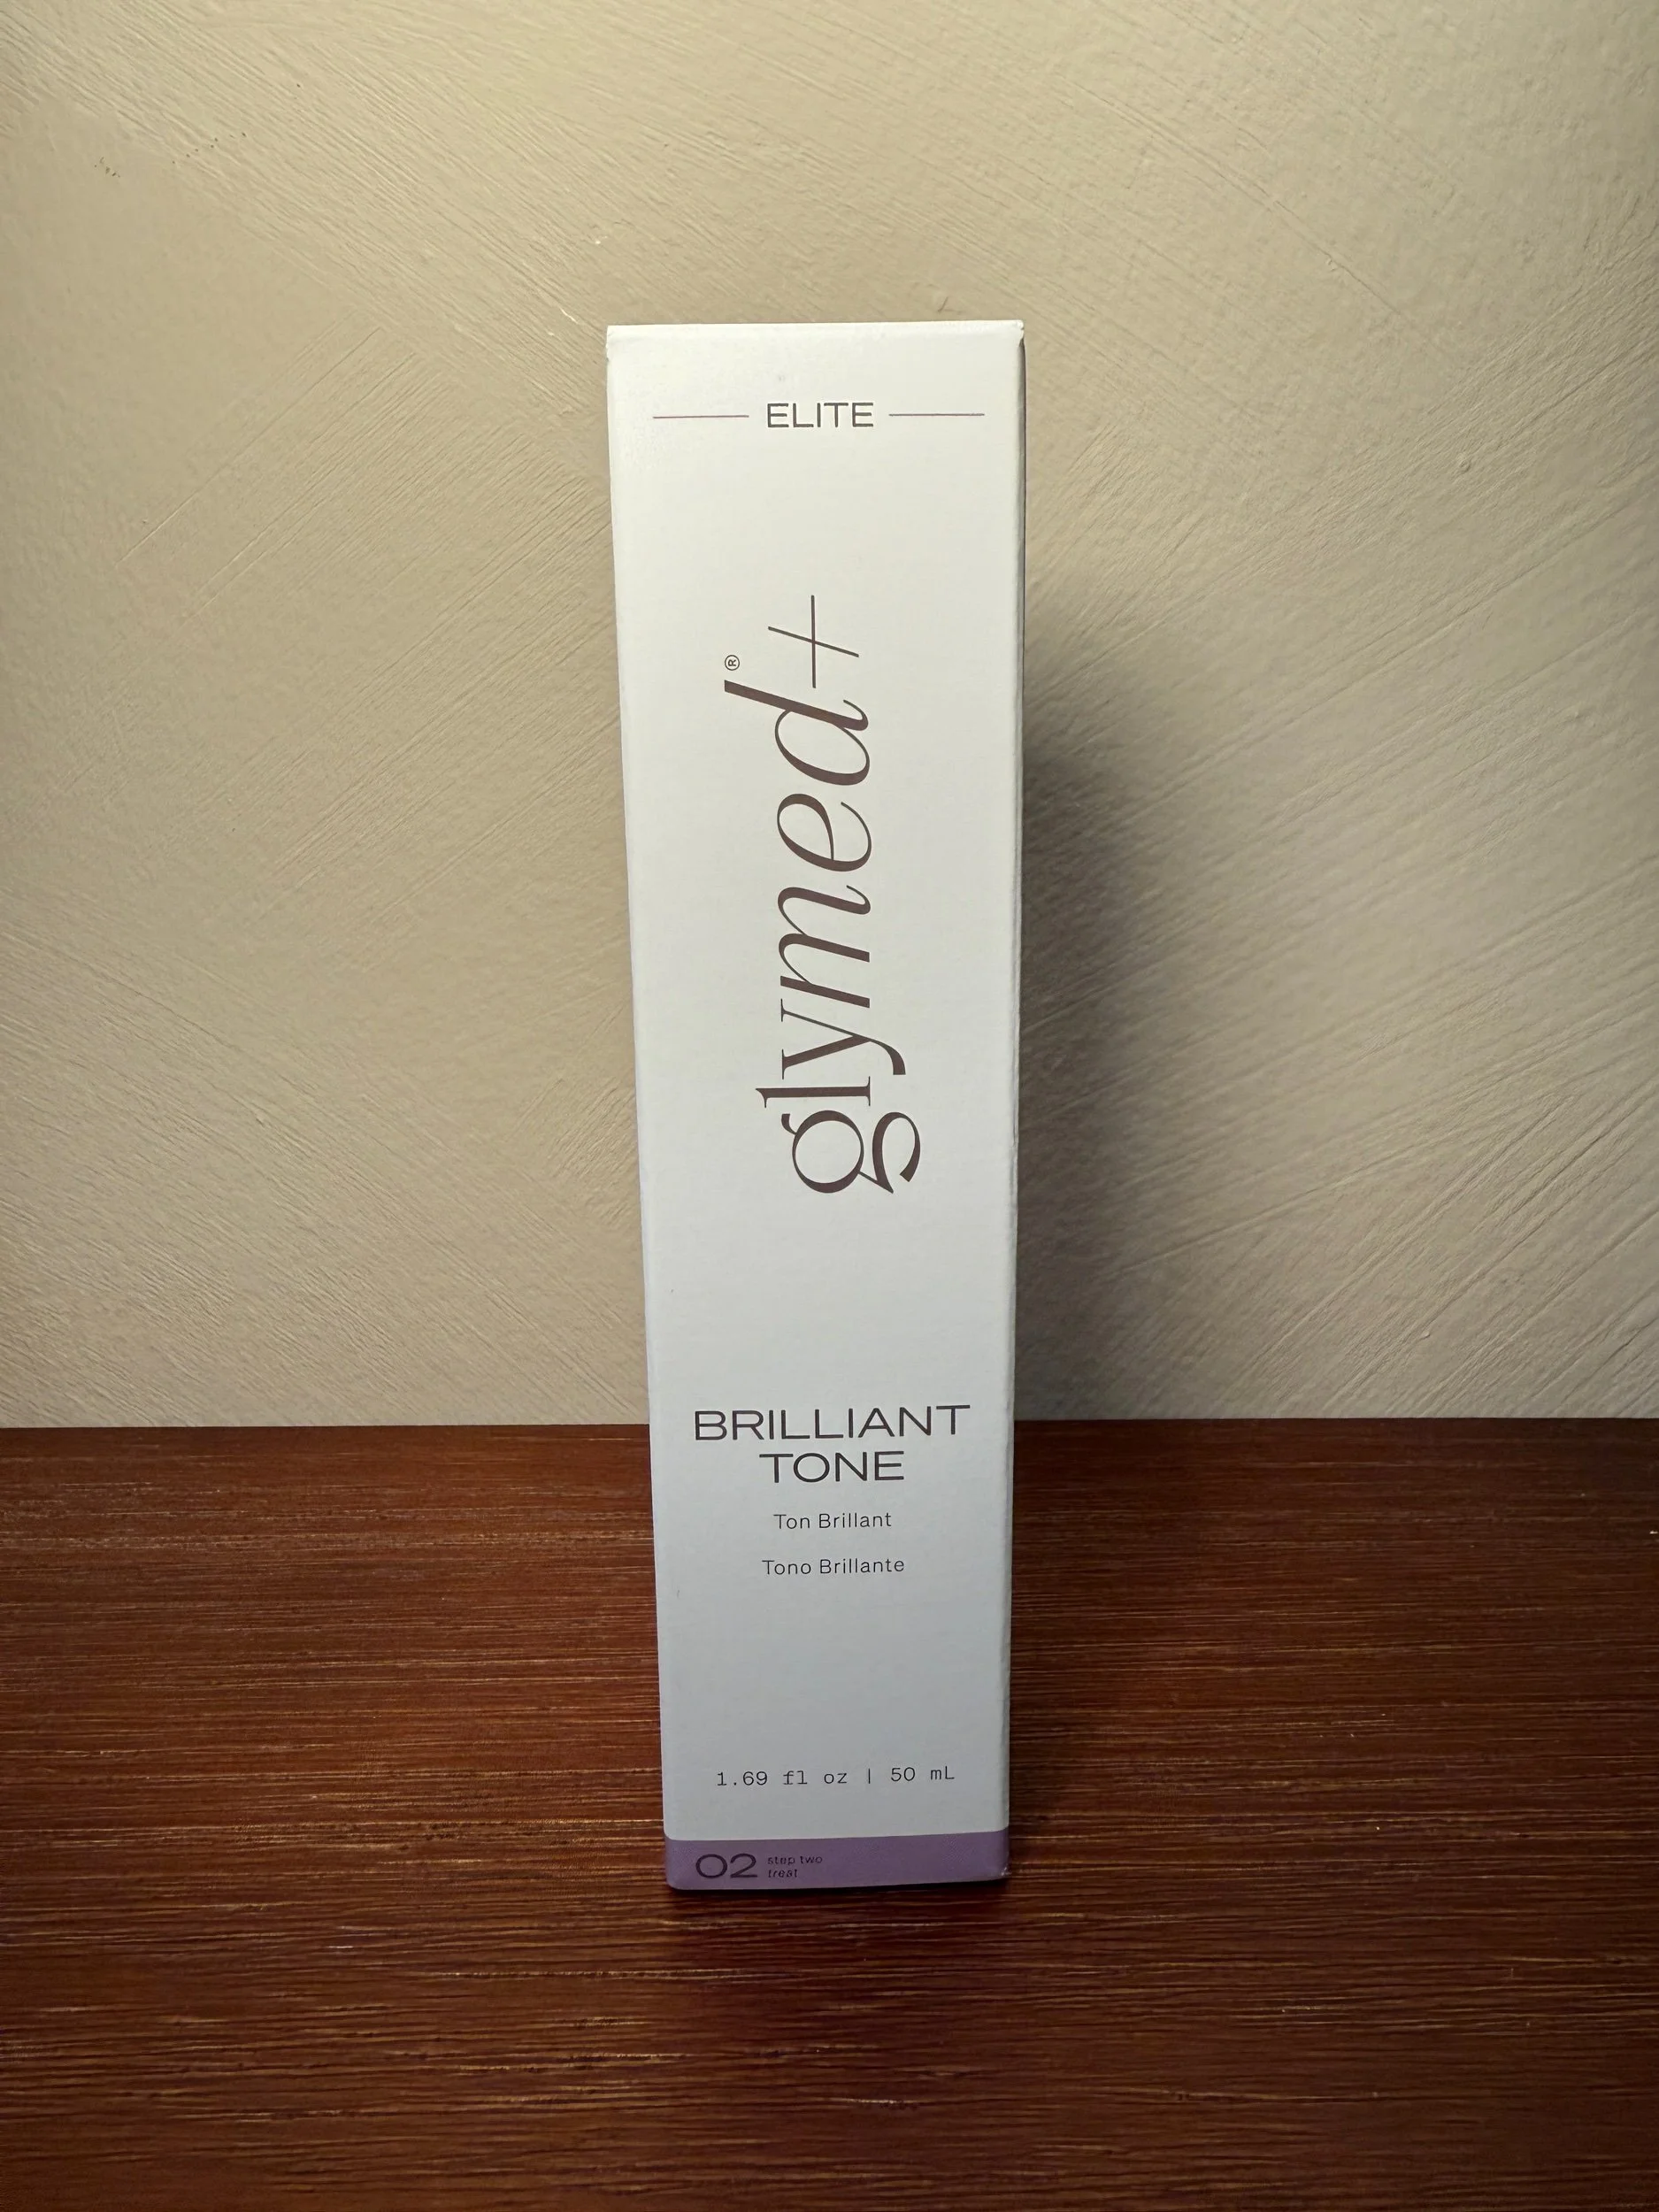 ELITE
glymed+®
BRILLIANT
TONE
Ton Brillant
Tono Brillante
1.69 fl oz | 50 mL
02 step two
treat